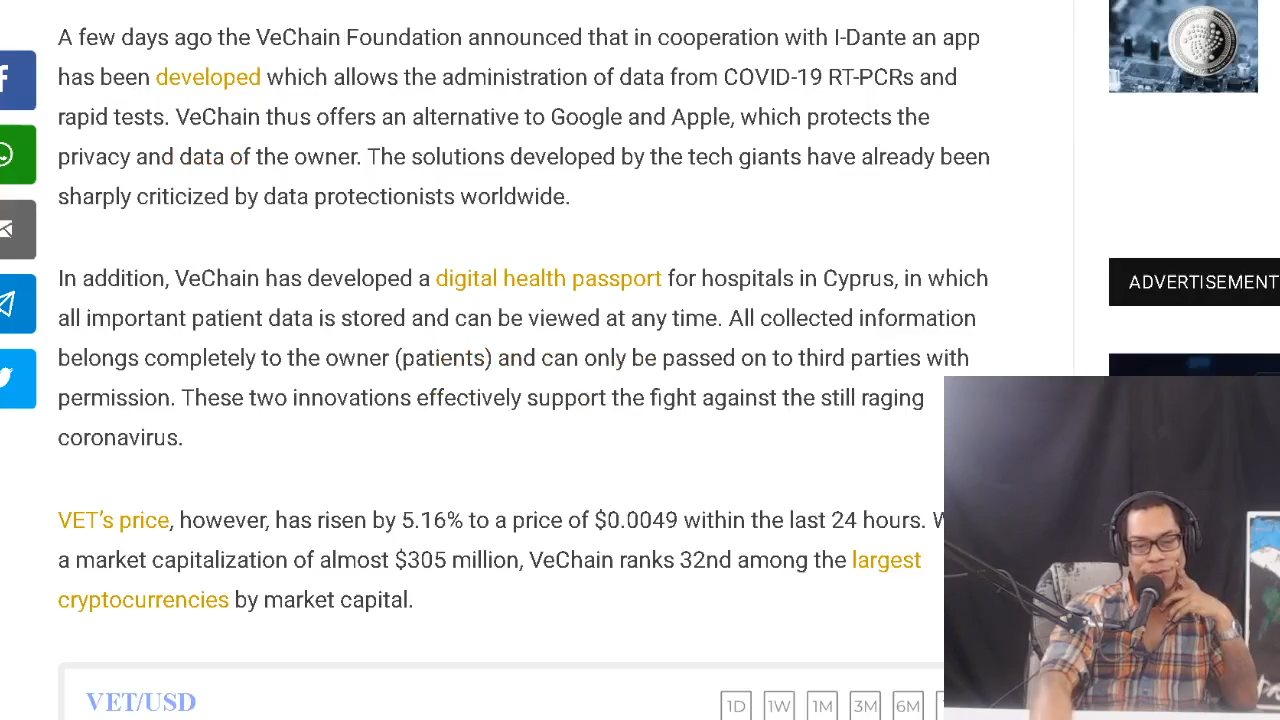 A few days ago the VeChain Foundation announced that in cooperation with I-Dante an app
has been developed which allows the administration of data from COVID-19 RT-PCRs and
rapid tests. VeChain thus offers an alternative to Google and Apple, which protects the
privacy and data of the owner. The solutions developed by the tech giants have already been
sharply criticized by data protectionists worldwide.
ADVERTISEMENT
In addition, VeChain has developed a digital health passport for hospitals in Cyprus, in which
all important patient data is stored and can be viewed at any time. All collected information
belongs completely to the owner (patients) and can only be passed on to third parties with
permission. These two innovations effectively support the fight against the still raging
coronavirus.
VET's price, however, has risen by 5.16% to a price of $0.0049 within the last 24 hours.
a market capitalization of almost $305 million, VeChain ranks 32nd among the largest
cryptocurrencies by market capital.
VET/USD
1D 1W 1M 3M 6M